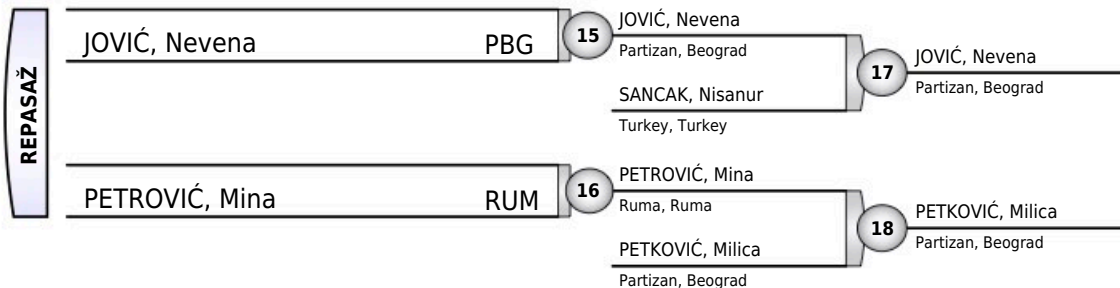 REPASAŽ
JOVIĆ, Nevena PBG
15
JOVIĆ, Nevena
Partizan, Beograd
SANCAK, Nisanur
Turkey, Turkey
17
JOVIĆ, Nevena
Partizan, Beograd
PETROVIĆ, Mina RUM
16
PETROVIĆ, Mina
Ruma, Ruma
PETKOVIĆ, Milica
Partizan, Beograd
18
PETKOVIĆ, Milica
Partizan, Beograd